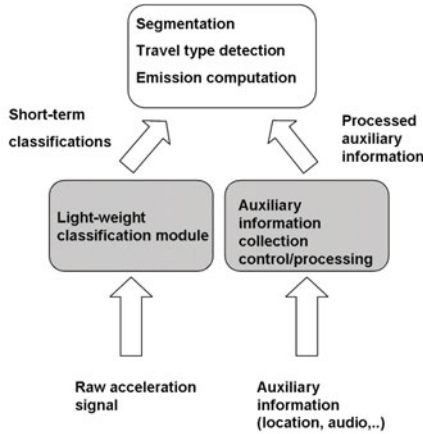 Segmentation
Travel type detection
Emission computation
Short-term
classifications
Processed
auxiliary
information
Light-weight
classification module
Auxiliary
information
collection
control/processing
Raw acceleration
signal
Auxiliary
information
(location, audio,..)